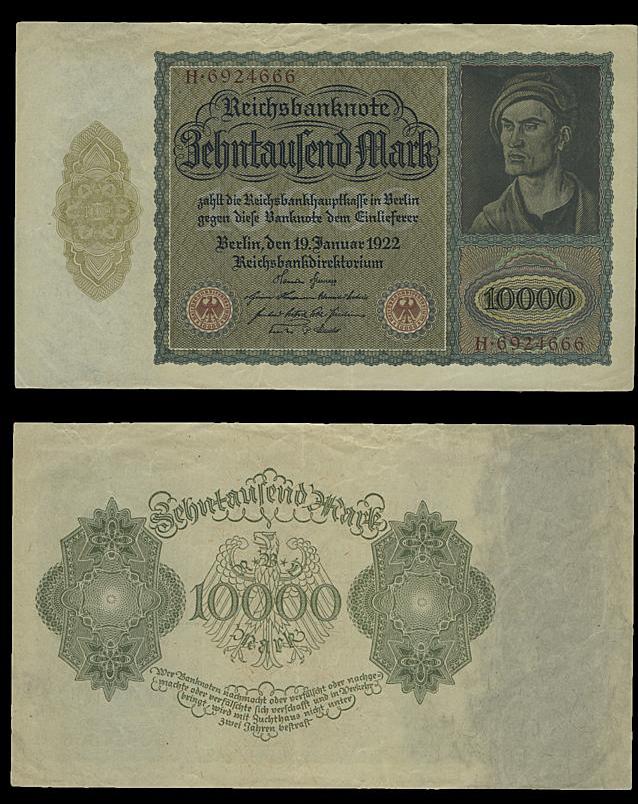 H·6924666
Reichsbanknote
Zehntausend Mark
zahlt die Reichsbankhauptkasse in Berlin
gegen diese Banknote dem Einlieferer
Berlin, den 19. Januar 1922
Reichsbankdirektorium
10000
H·6924666
Zehntausend Mark
10000
Mark
Wer Banknoten nachmacht oder verfälscht oder nachge-
machte oder verfälschte sich verschafft und in Verkehr
bringt, wird mit Zuchthaus nicht unter
zwei Jahren bestraft